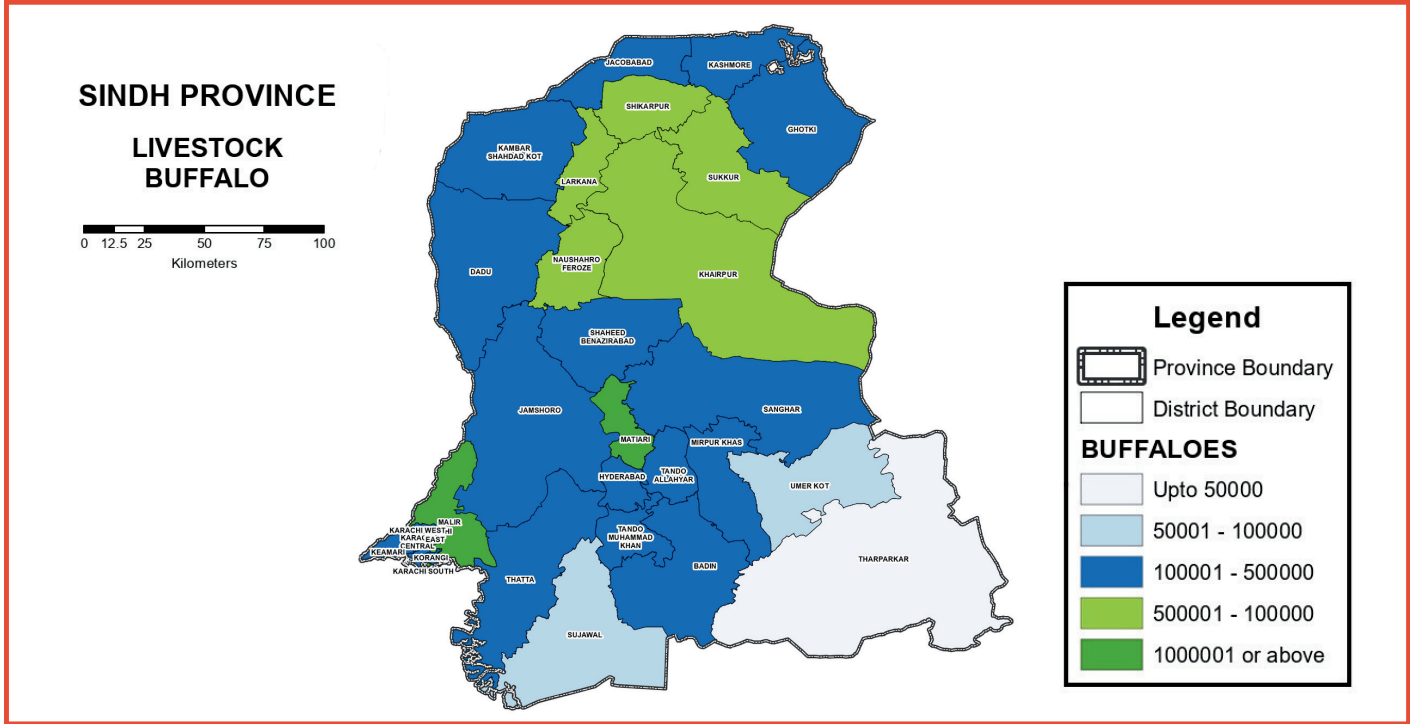 SINDH PROVINCE
LIVESTOCK
BUFFALO
0 12.5 25 50 75 100
Kilometers
JACOBABAD
KASHMORE
SHIKARPUR
GHOTKI
KAMBAR
SHAHDAD KOT
LARKANA
SUKKUR
NAUSHAHRO
FEROZE
DADU
KHAIRPUR
SHAHEED
BENAZIRABAD
JAMSHORO
SANGHAR
MATIARI
MIRPUR KHAS
HYDERABAD
TANDO
ALLAHYAR
UMER KOT
MALIR
KARACHI WEST
EAST
CENTRAL
KEAMARI
KORANGI
KARACHI SOUTH
TANDO
MUHAMMAD
KHAN
THARPARKAR
BADIN
THATTA
SUJAWAL
Legend
Province Boundary
District Boundary
BUFFALOES
Upto 50000
50001 - 100000
100001 - 500000
500001 - 100000
1000001 or above